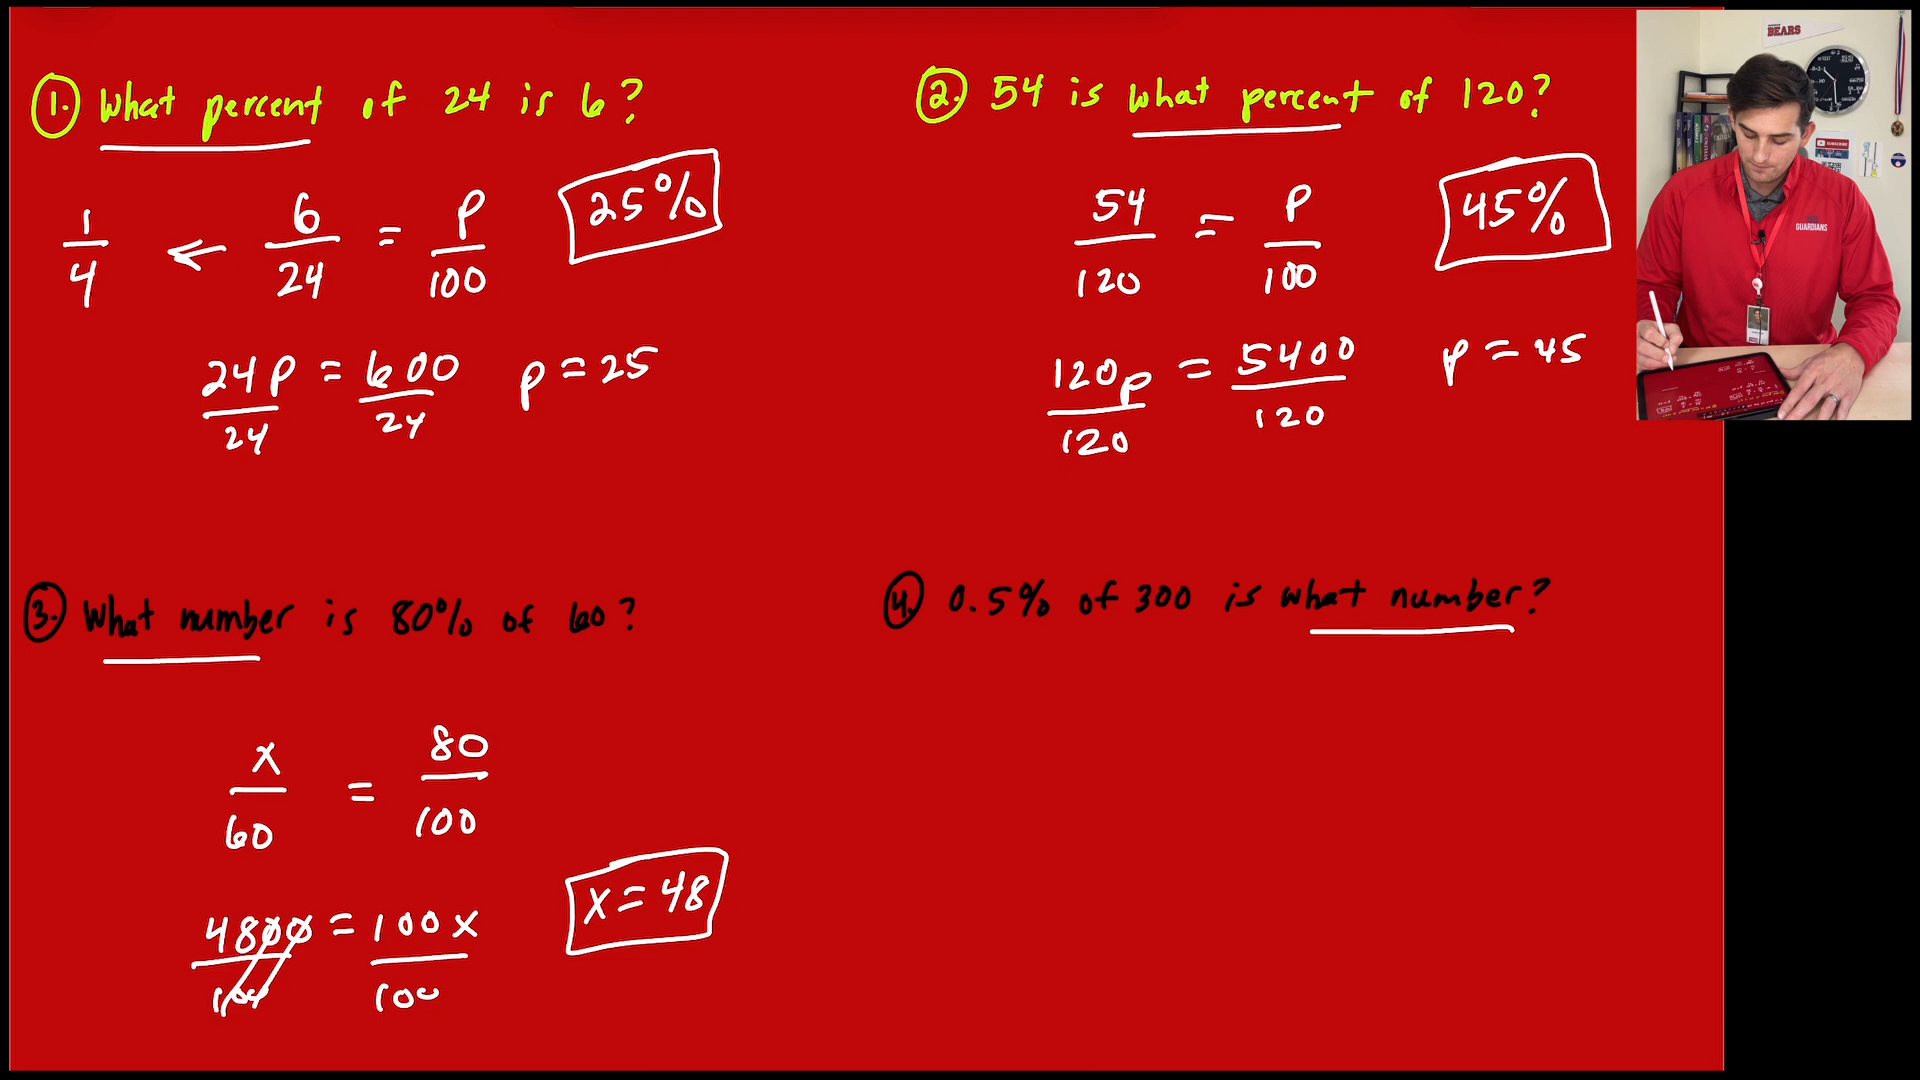 1. What percent of 24 is 6?
1/4 ← 6/24 = P/100
25%
24P/24 = 600/24 p = 25
2. 54 is what percent of 120?
54/120 = P/100
45%
120p/120 = 5400/120 p = 45
3. What number is 80% of 60?
x/60 = 80/100
4800/100 = 100x/100
x = 48
4. 0.5% of 300 is what number?
BEARS
GUARDIANS
SUBSCRIBE